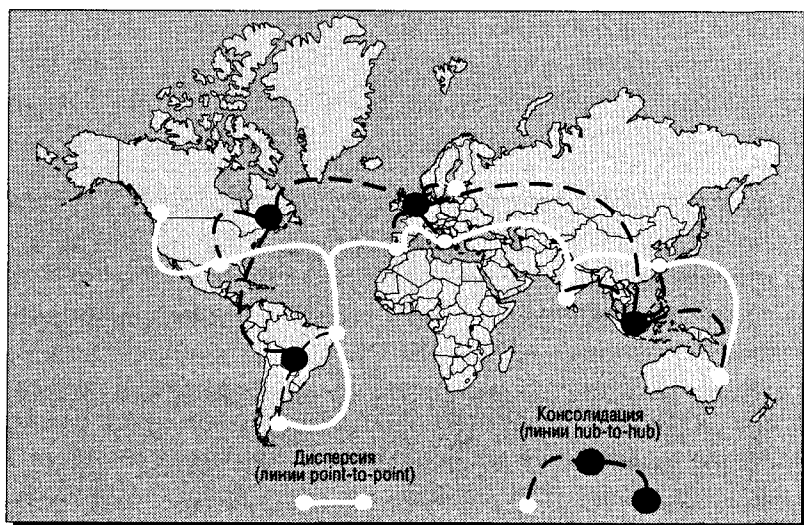 Консолидация
(линии hub-to-hub)
Дисперсия
(линии point-to-point)